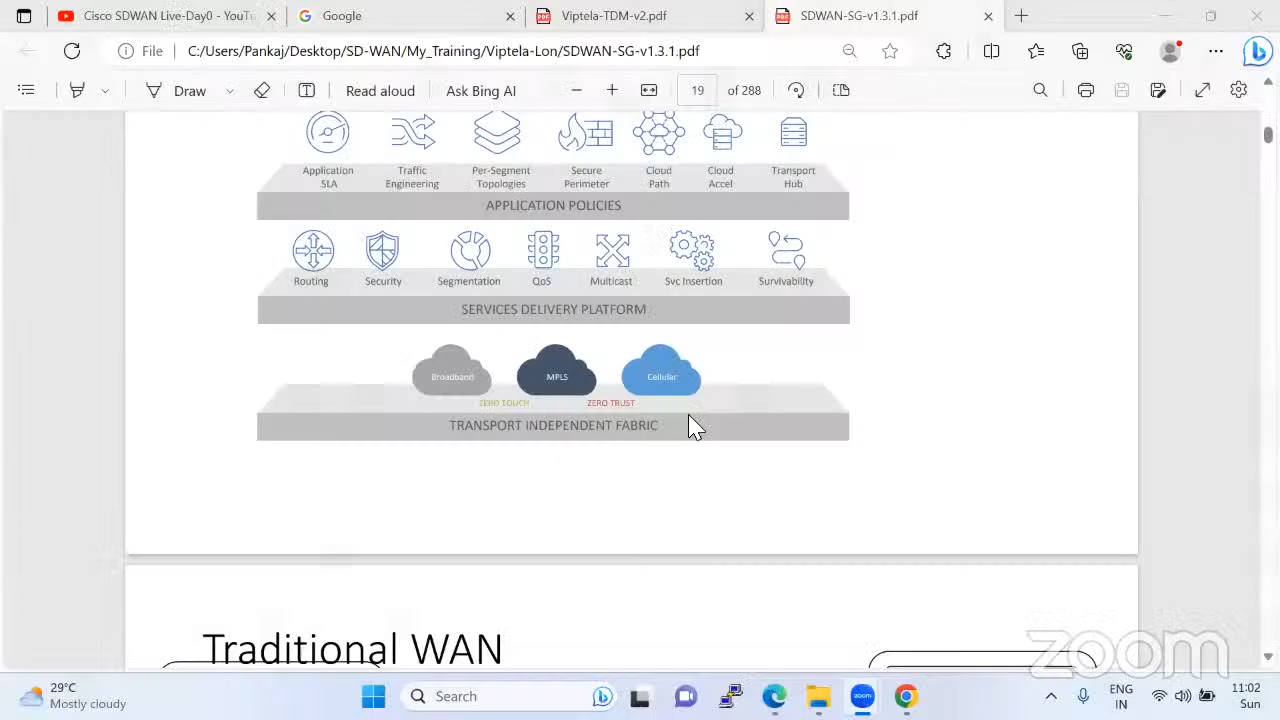 Cisco SDWAN Live-Day0 - YouTu
Google
Viptela-TDM-v2.pdf
SDWAN-SG-v1.3.1.pdf
File
C:/Users/Pankaj/Desktop/SD-WAN/My_Training/Viptela-Lon/SDWAN-SG-v1.3.1.pdf
Draw
Read aloud
Ask Bing AI
19 of 288
Application SLA
Traffic Engineering
Per-Segment Topologies
Secure Perimeter
Cloud Path
Cloud Accel
Transport Hub
APPLICATION POLICIES
Routing
Security
Segmentation
QoS
Multicast
Svc Insertion
Survivability
SERVICES DELIVERY PLATFORM
Broadband
MPLS
Cellular
ZERO TOUCH
ZERO TRUST
TRANSPORT INDEPENDENT FABRIC
Traditional WAN
zoom
29°C
Mostly cloudy
Search
zoom
ENG
IN
11:02
Sun